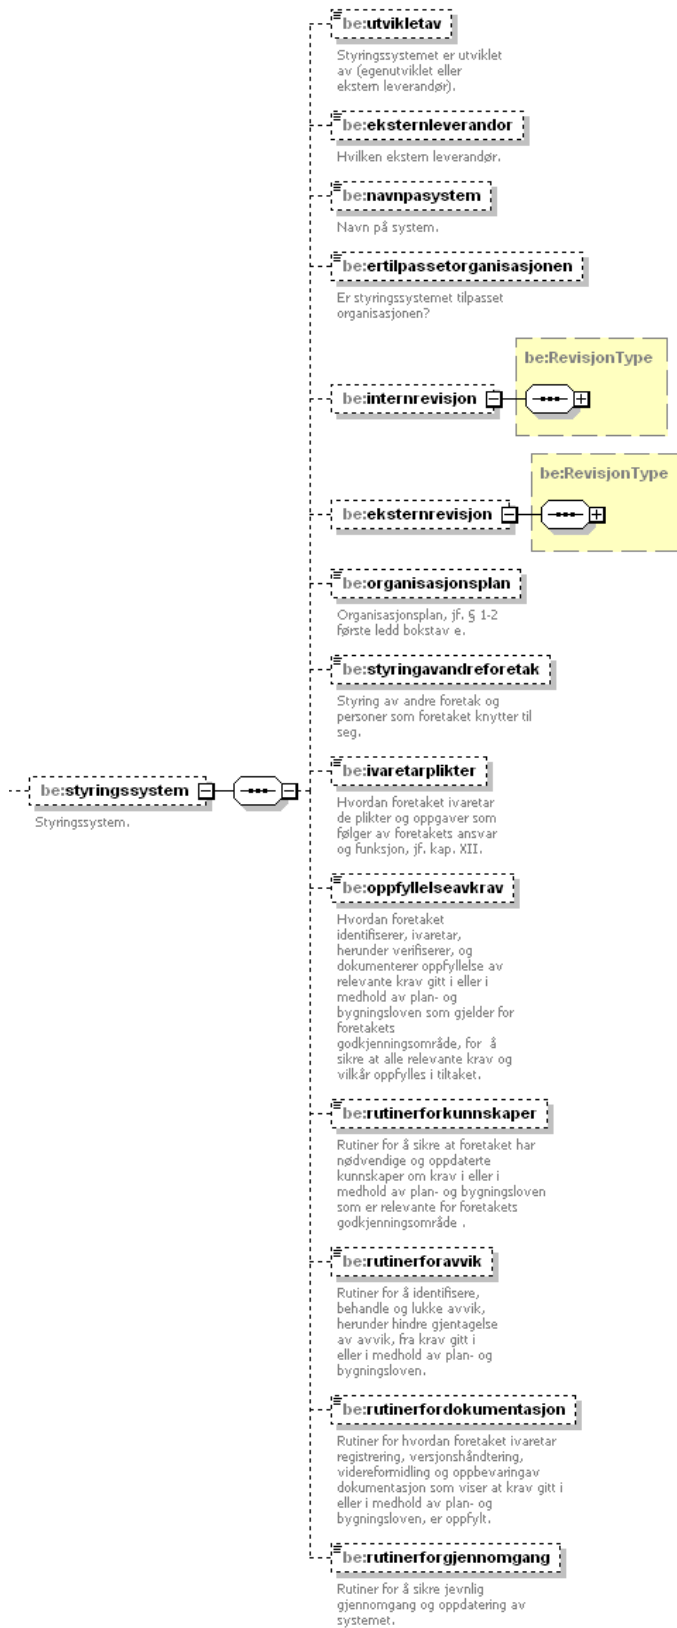 be:utvikletav
Styringssystemet er utviklet
av (egenutviklet eller
ekstern leverandør).
be:eksternleverandor
Hvilken ekstern leverandør.
be:navnpasystem
Navn på system.
be:ertilpassetorganisasjonen
Er styringssystemet tilpasset
organisasjonen?
be:RevisjonType
be:internrevisjon
be:RevisjonType
be:eksternrevisjon
be:organisasjonsplan
Organisasjonsplan, jf. § 1-2
første ledd bokstav e.
be:styringavandreforetak
Styring av andre foretak og
personer som foretaket knytter til
seg.
be:styringssystem
Styringssystem.
be:ivaretarplikter
Hvordan foretaket ivaretar
de plikter og oppgaver som
følger av foretakets ansvar
og funksjon, jf. kap. XII.
be:oppfyllelseavkrav
Hvordan foretaket
identifiserer, ivaretar,
herunder verifiserer, og
dokumenterer oppfyllelse av
relevante krav gitt i eller i
medhold av plan- og
bygningsloven som gjelder for
foretakets
godkjenningsområde, for å
sikre at alle relevante krav og
vilkår oppfylles i tiltaket.
be:rutinerforkunnskaper
Rutiner for å sikre at foretaket har
nødvendige og oppdaterte
kunnskaper om krav i eller i
medhold av plan- og bygningsloven
som er relevante for foretakets
godkjenningsområde .
be:rutinerforavvik
Rutiner for å identifisere,
behandle og lukke avvik,
herunder hindre gjentagelse
av avvik, fra krav gitt i
eller i medhold av plan- og
bygningsloven.
be:rutinerfordokumentasjon
Rutiner for hvordan foretaket ivaretar
registrering, versjonshåndtering,
videreformidling og oppbevaringav
dokumentasjon som viser at krav gitt i
eller i medhold av plan- og
bygningsloven, er oppfylt.
be:rutinerforgjennomgang
Rutiner for å sikre jevnlig
gjennomgang og oppdatering av
systemet.